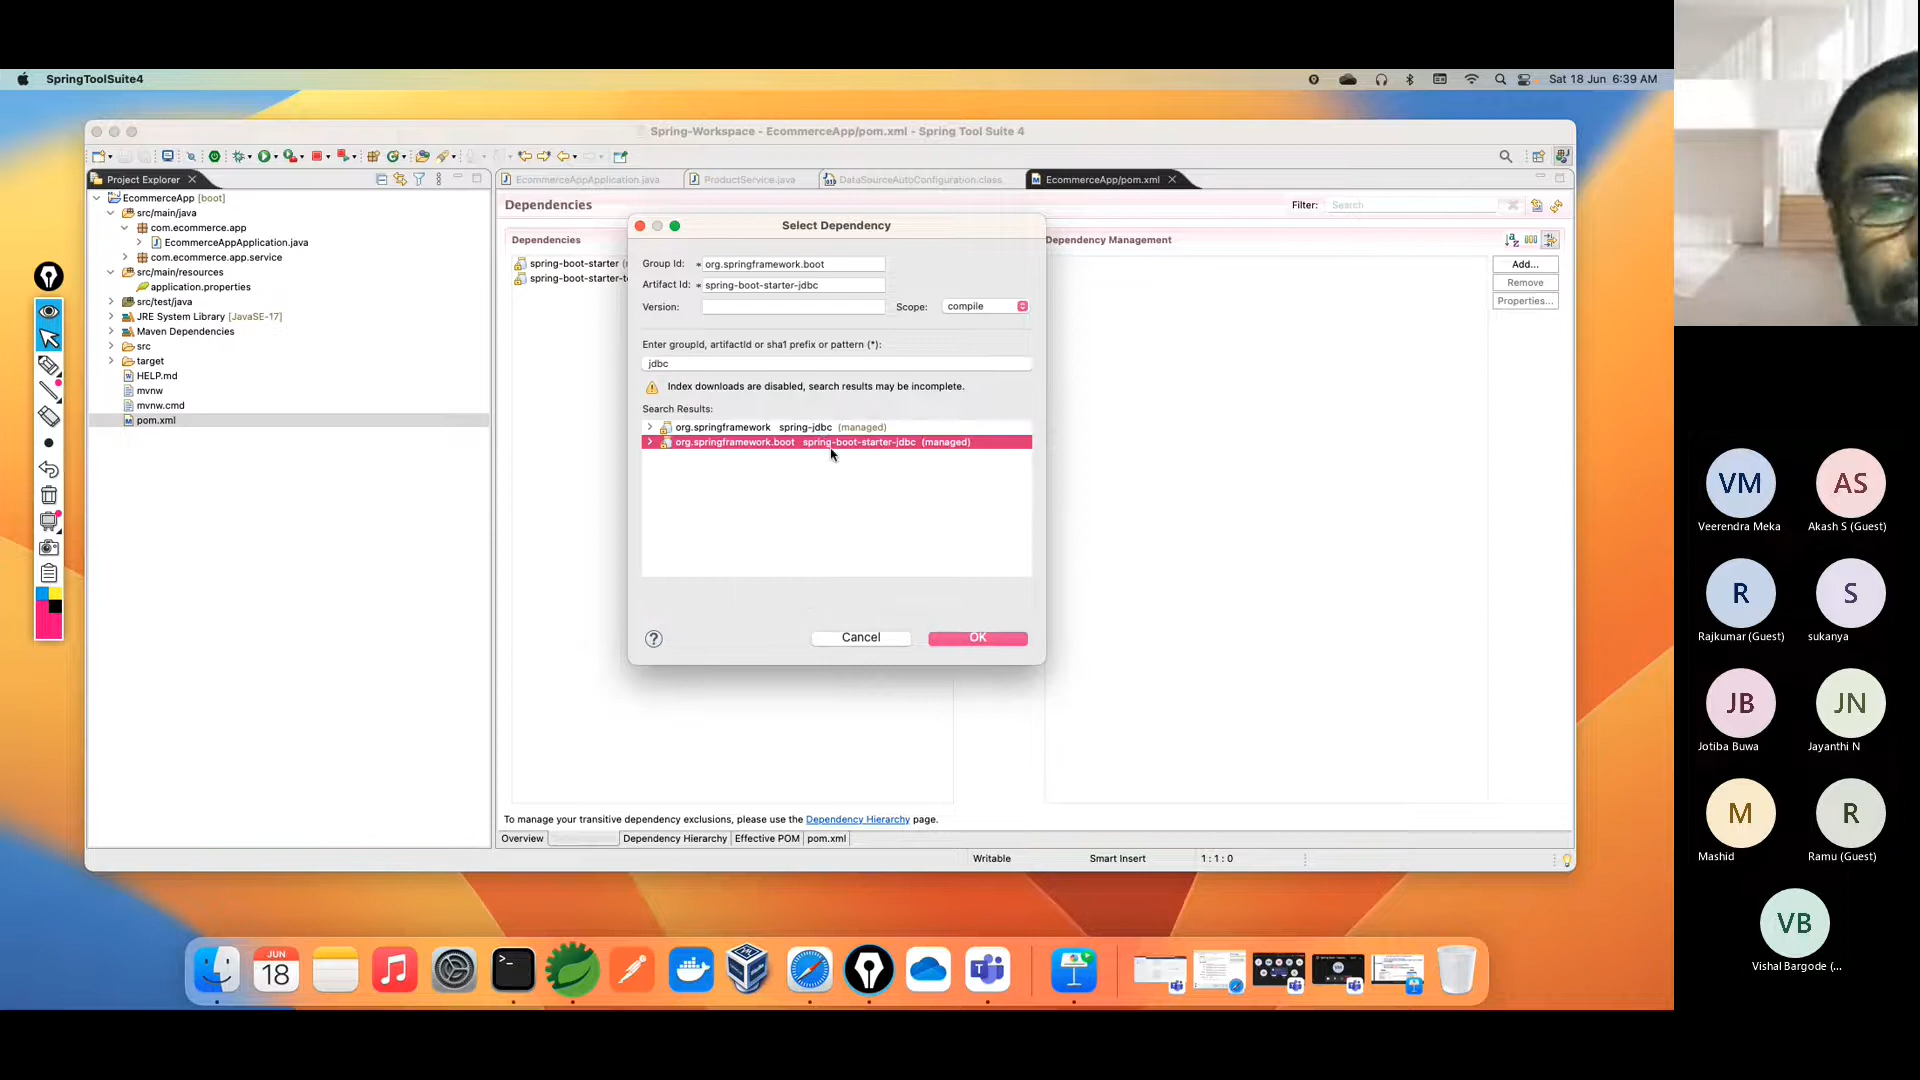 SpringToolSuite4
Sat 18 Jun 6:39 AM
Spring-Workspace - EcommerceApp/pom.xml - Spring Tool Suite 4
Project Explorer
EcommerceAppApplication.java
ProductService.java
DataSourceAutoConfiguration.class
EcommerceApp/pom.xml
EcommerceApp [boot]
src/main/java
com.ecommerce.app
EcommerceAppApplication.java
com.ecommerce.app.service
src/main/resources
application.properties
src/test/java
JRE System Library [JavaSE-17]
Maven Dependencies
src
target
HELP.md
mvnw
mvnw.cmd
pom.xml
Dependencies
Filter:
Search
Dependencies
spring-boot-starter
spring-boot-starter-t
Dependency Management
Add...
Remove
Properties...
Select Dependency
Group Id: * org.springframework.boot
Artifact Id: * spring-boot-starter-jdbc
Version:
Scope: compile
Enter groupId, artifactId or sha1 prefix or pattern (*):
jdbc
Index downloads are disabled, search results may be incomplete.
Search Results:
org.springframework spring-jdbc (managed)
org.springframework.boot spring-boot-starter-jdbc (managed)
?
Cancel
OK
To manage your transitive dependency exclusions, please use the Dependency Hierarchy page.
Overview
Dependency Hierarchy
Effective POM
pom.xml
Writable
Smart Insert
1 : 1 : 0
JUN
18
VM
Veerendra Meka
AS
Akash S (Guest)
R
Rajkumar (Guest)
S
sukanya
JB
Jotiba Buwa
JN
Jayanthi N
M
Mashid
R
Ramu (Guest)
VB
Vishal Bargode (...